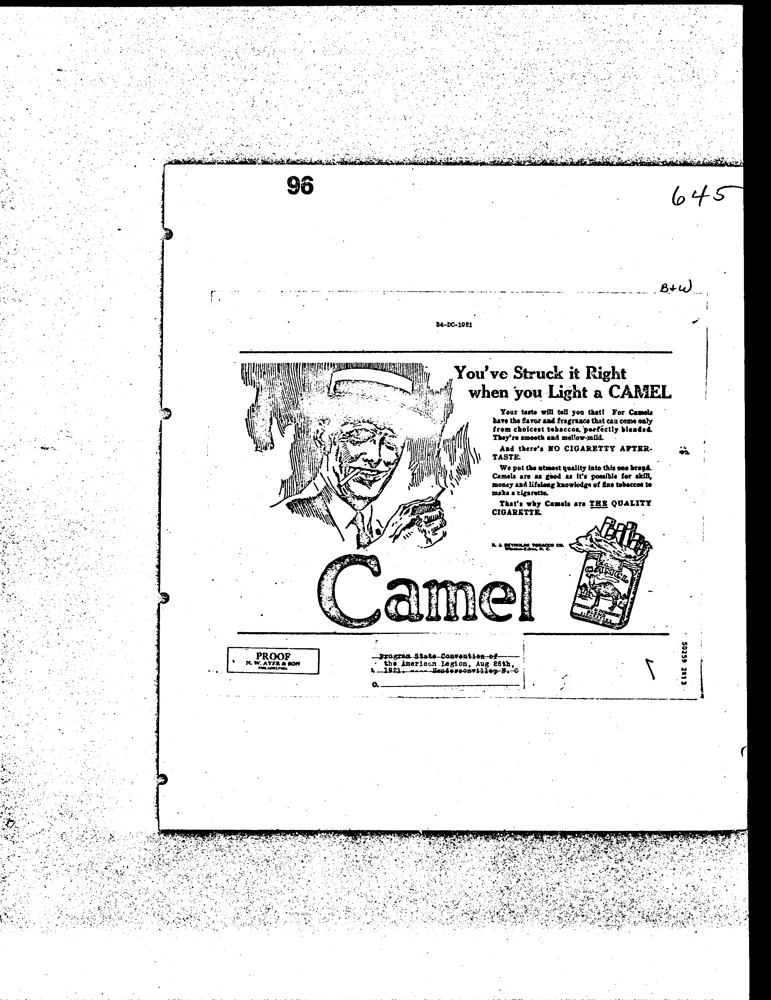 96
645
B+W
34-DC-1921
You've Struck it Right
when you Light a CAMEL
Your taste will tell you that! For Camels
have the flavor and fragrance that can come only
from choicest tobaccos, perfectly blended.
They're smooth and mellow-mild.
And there's NO CIGARETTY AFTER-
TASTE.
We put the utmost quality into this one brand.
Camels are as good as it's possible for skill,
money and lifelong knowledge of fine tobaccos to
make a cigarette.
That's why Camels are THE QUALITY
CIGARETTE.
R. J. REYNOLDS TOBACCO CO.
Winston-Salem, N. C.
CAMEL
Camel
PROOF
N. W. AYER & SON
PHILADELPHIA
Program State Convention of
the American Legion, Aug 26th,
1921. ---- Hendersonvilley N. C
O.
50259 2413